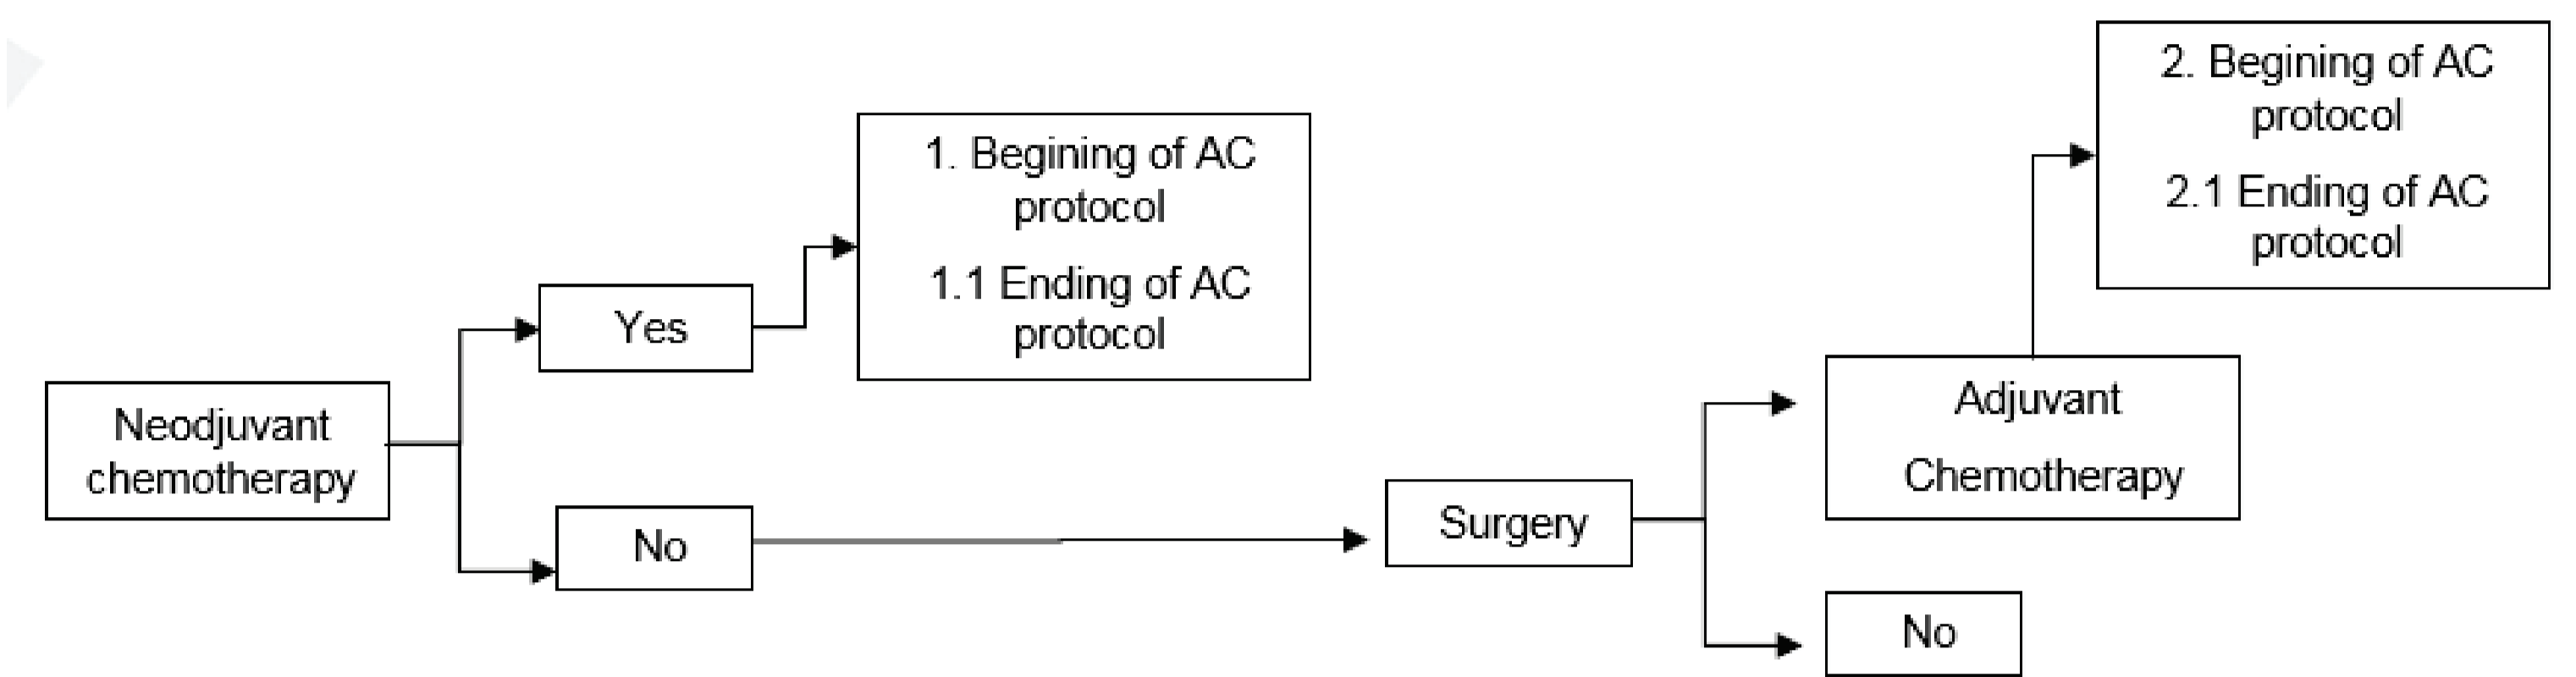 Neodjuvant
chemotherapy
Yes
No
1. Begining of AC
protocol
1.1 Ending of AC
protocol
Surgery
Adjuvant
Chemotherapy
No
2. Begining of AC
protocol
2.1 Ending of AC
protocol